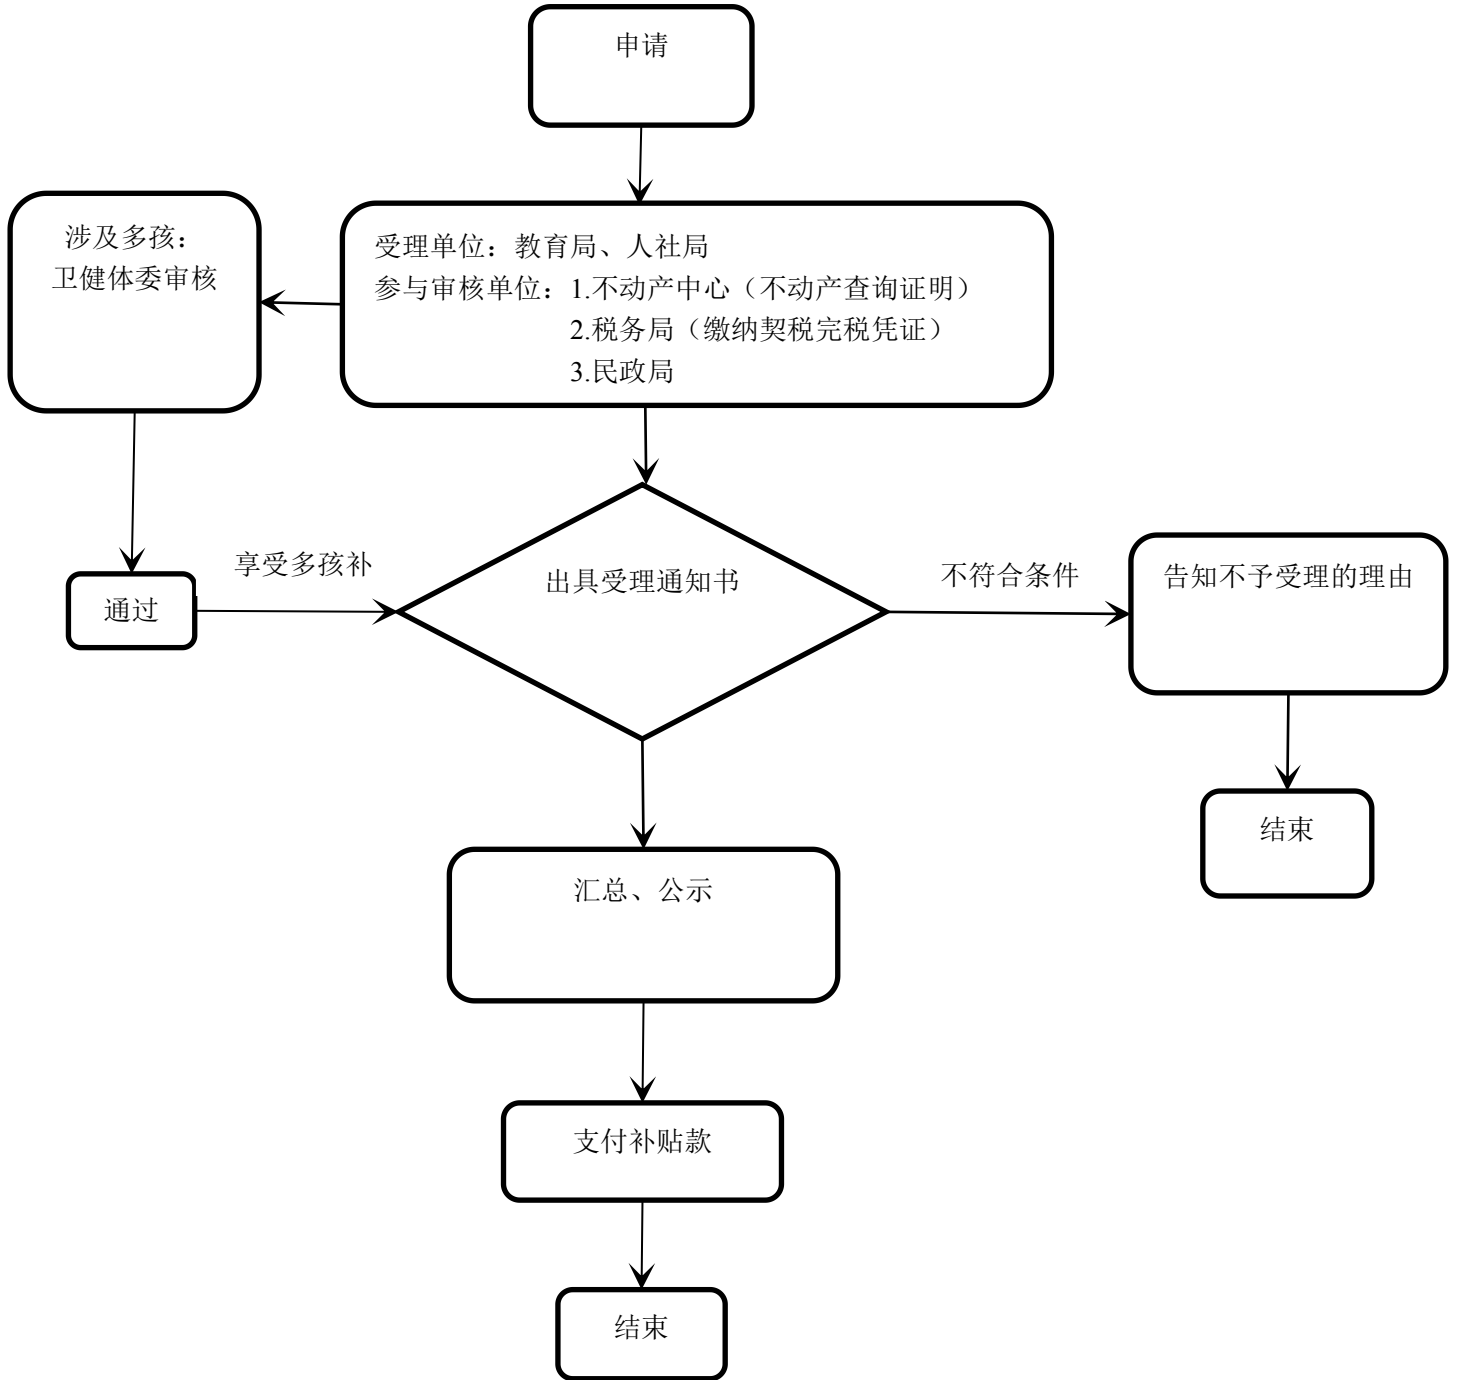 申请
涉及多孩：
卫健体委审核
受理单位：教育局、人社局
参与审核单位：1.不动产中心（不动产查询证明）
2.税务局（缴纳契税完税凭证）
3.民政局
通过
享受多孩补
出具受理通知书
不符合条件
告知不予受理的理由
结束
汇总、公示
支付补贴款
结束